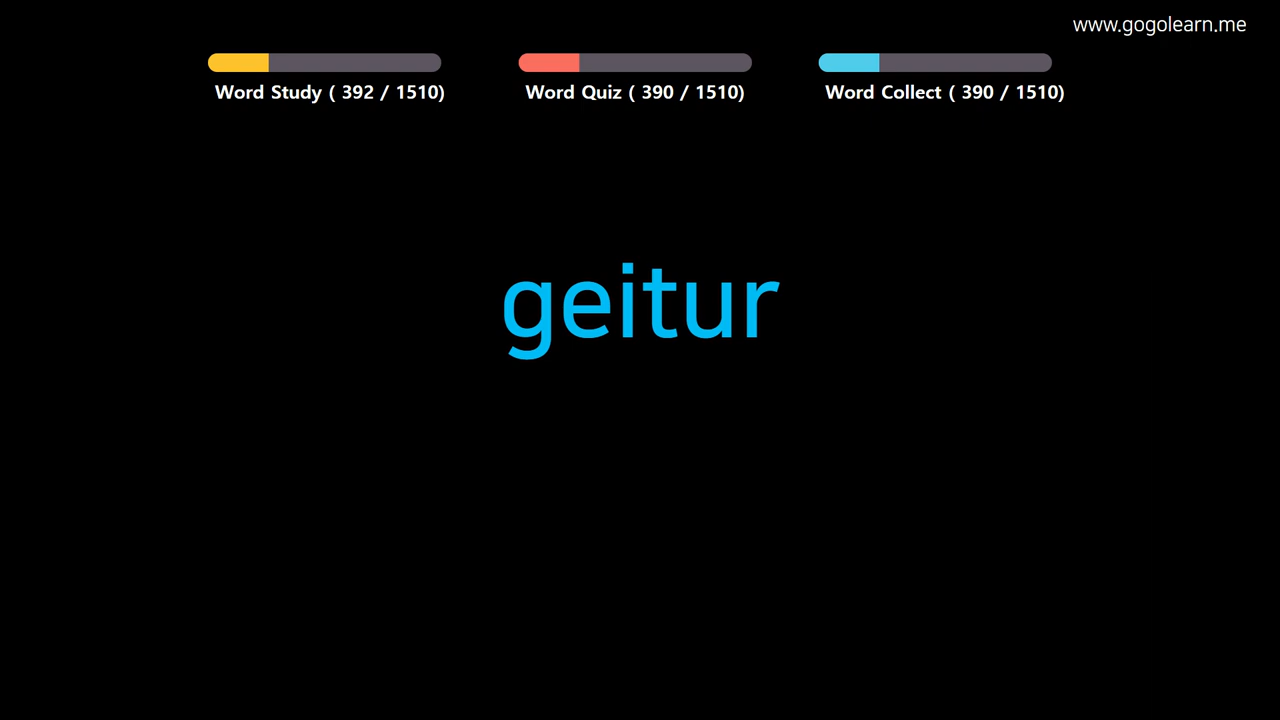 www.gogolearn.me
Word Study ( 392 / 1510)
Word Quiz ( 390 / 1510)
Word Collect ( 390 / 1510)
geitur